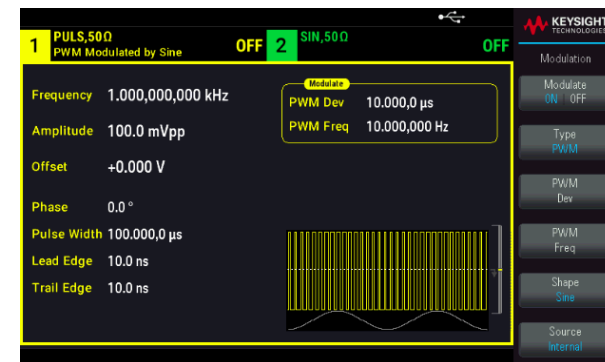 KEYSIGHT
TECHNOLOGIES
1 PULS,50Ω
PWM Modulated by Sine
OFF
2 SIN,50Ω
OFF
Frequency 1.000,000,000 kHz
Amplitude 100.0 mVpp
Offset +0.000 V
Phase 0.0 °
Pulse Width 100.000,0 µs
Lead Edge 10.0 ns
Trail Edge 10.0 ns
Modulate
PWM Dev 10.000,0 µs
PWM Freq 10.000,000 Hz
Modulation
Modulate
ON OFF
Type
PWM
PWM
Dev
PWM
Freq
Shape
Sine
Source
Internal